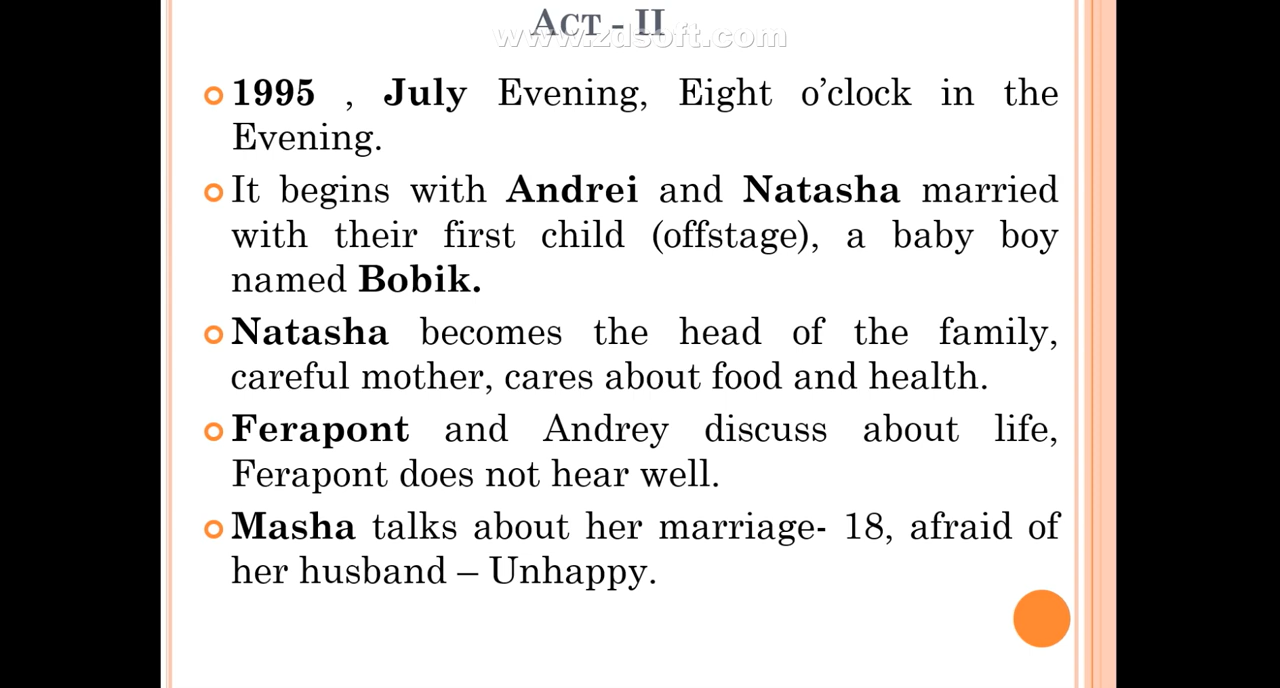 ACT - II
www.zdsoft.com
1995 , July Evening, Eight o’clock in the
Evening.
It begins with Andrei and Natasha married
with their first child (offstage), a baby boy
named Bobik.
Natasha becomes the head of the family,
careful mother, cares about food and health.
Ferapont and Andrey discuss about life,
Ferapont does not hear well.
Masha talks about her marriage- 18, afraid of
her husband – Unhappy.